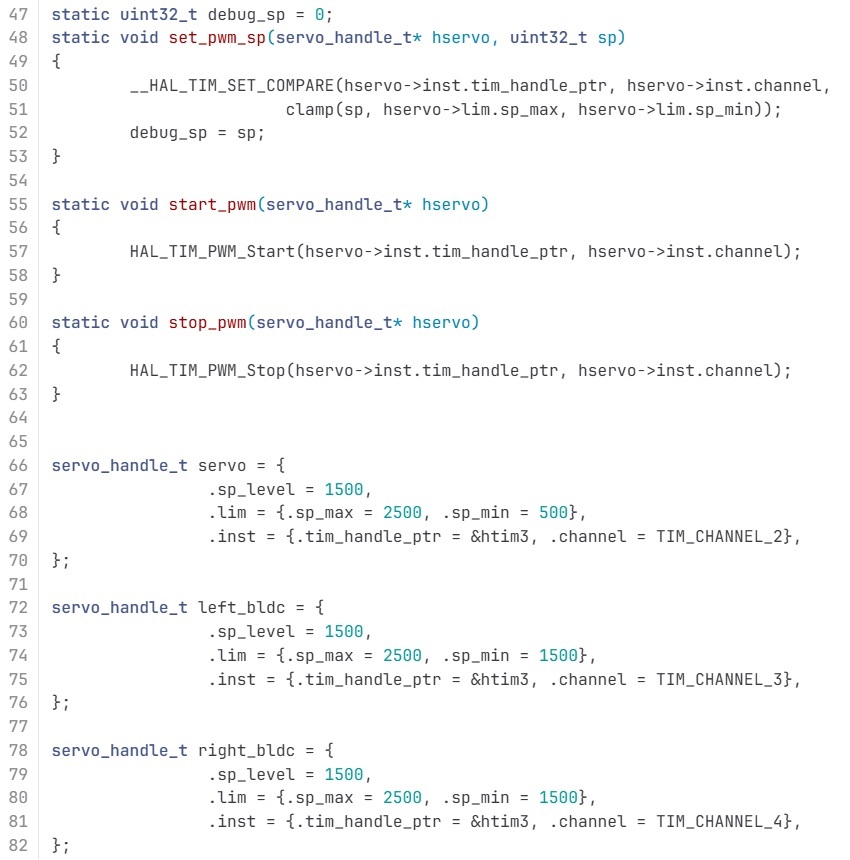 47 static uint32_t debug_sp = 0;
48 static void set_pwm_sp(servo_handle_t* hservo, uint32_t sp)
49 {
50         __HAL_TIM_SET_COMPARE(hservo->inst.tim_handle_ptr, hservo->inst.channel,
51                         clamp(sp, hservo->lim.sp_max, hservo->lim.sp_min));
52         debug_sp = sp;
53 }
54
55 static void start_pwm(servo_handle_t* hservo)
56 {
57         HAL_TIM_PWM_Start(hservo->inst.tim_handle_ptr, hservo->inst.channel);
58 }
59
60 static void stop_pwm(servo_handle_t* hservo)
61 {
62         HAL_TIM_PWM_Stop(hservo->inst.tim_handle_ptr, hservo->inst.channel);
63 }
64
65
66 servo_handle_t servo = {
67                 .sp_level = 1500,
68                 .lim = {.sp_max = 2500, .sp_min = 500},
69                 .inst = {.tim_handle_ptr = &htim3, .channel = TIM_CHANNEL_2},
70 };
71
72 servo_handle_t left_bldc = {
73                 .sp_level = 1500,
74                 .lim = {.sp_max = 2500, .sp_min = 1500},
75                 .inst = {.tim_handle_ptr = &htim3, .channel = TIM_CHANNEL_3},
76 };
77
78 servo_handle_t right_bldc = {
79                 .sp_level = 1500,
80                 .lim = {.sp_max = 2500, .sp_min = 1500},
81                 .inst = {.tim_handle_ptr = &htim3, .channel = TIM_CHANNEL_4},
82 };